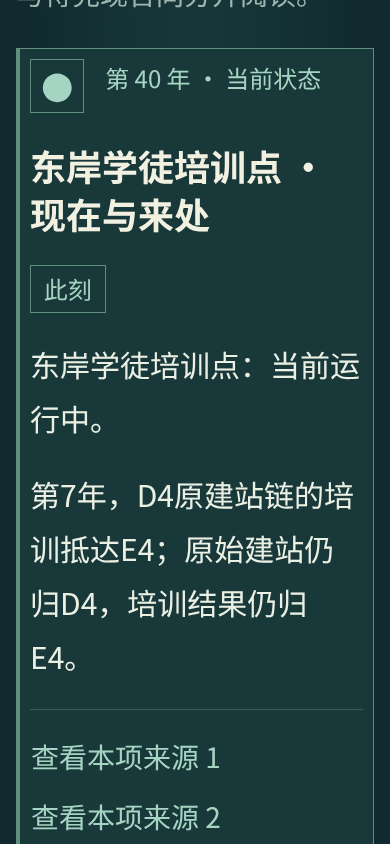 第 40 年 · 当前状态
东岸学徒培训点 ·
现在与来处
此刻
东岸学徒培训点：当前运
行中。
第7年，D4原建站链的培
训抵达E4；原始建站仍
归D4，培训结果仍归
E4。
查看本项来源 1
查看本项来源 2